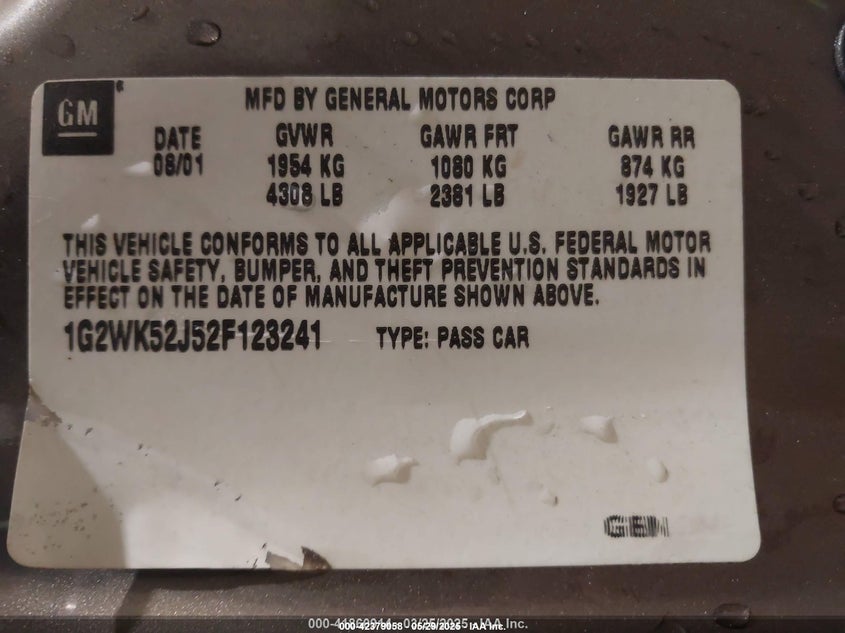 GM
MFD BY GENERAL MOTORS CORP
DATE GVWR GAWR FRT GAWR RR
08/01 1954 KG 1080 KG 874 KG
4308 LB 2381 LB 1927 LB
THIS VEHICLE CONFORMS TO ALL APPLICABLE U.S. FEDERAL MOTOR
VEHICLE SAFETY, BUMPER, AND THEFT PREVENTION STANDARDS IN
EFFECT ON THE DATE OF MANUFACTURE SHOWN ABOVE.
1G2WK52J52F123241 TYPE: PASS CAR
IAA Inc.